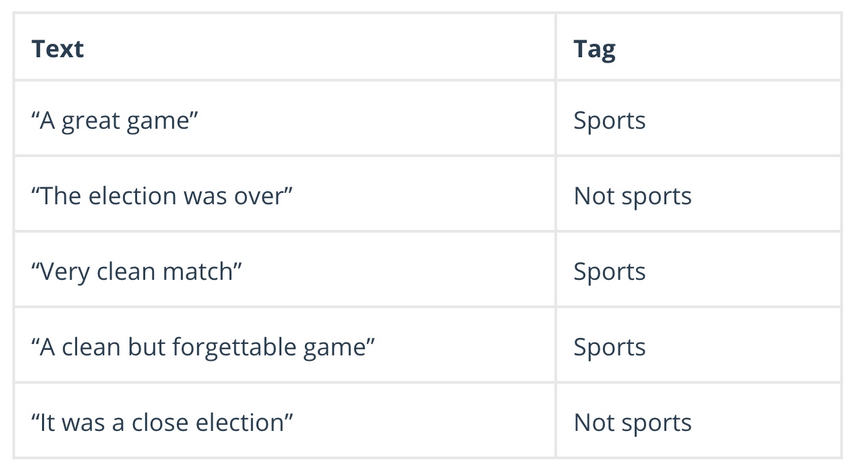 Text Tag
“A great game” Sports
“The election was over” Not sports
“Very clean match” Sports
“A clean but forgettable game” Sports
“It was a close election” Not sports